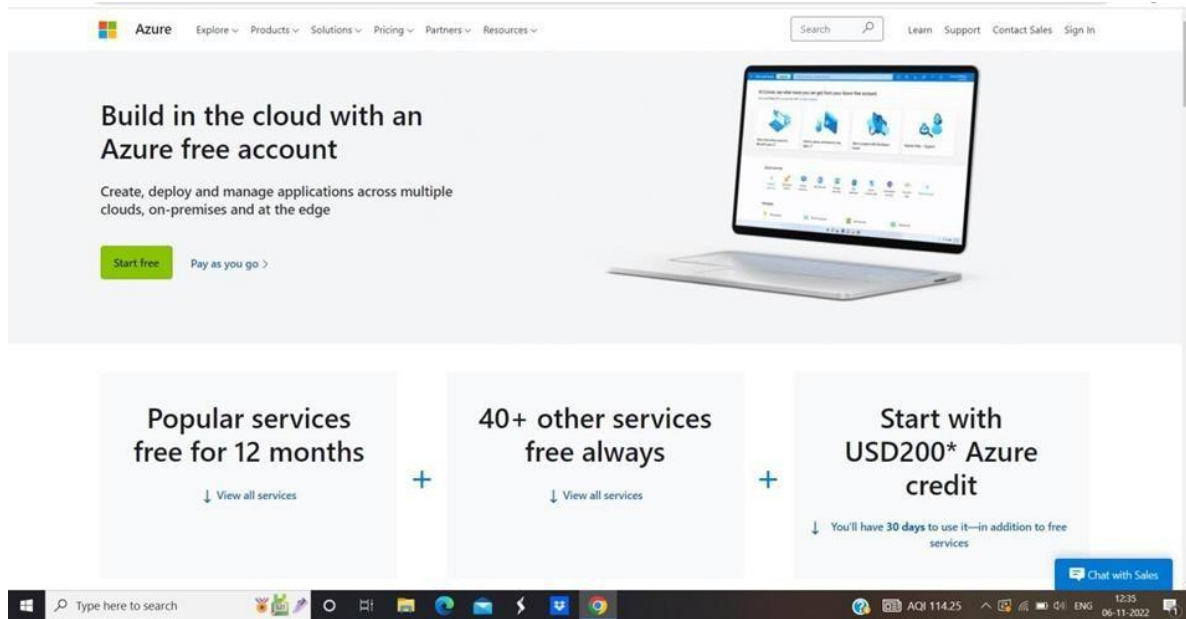 Azure Explore Products Solutions Pricing Partners Resources Search Learn Support Contact Sales Sign In
Build in the cloud with an
Azure free account
Create, deploy and manage applications across multiple
clouds, on-premises and at the edge
Start free Pay as you go >
Popular services
free for 12 months
↓ View all services
+
40+ other services
free always
↓ View all services
+
Start with
USD200* Azure
credit
↓ You'll have 30 days to use it—in addition to free
services
Chat with Sales
Type here to search
AQI 114.25 ENG
12:35
06-11-2022
1